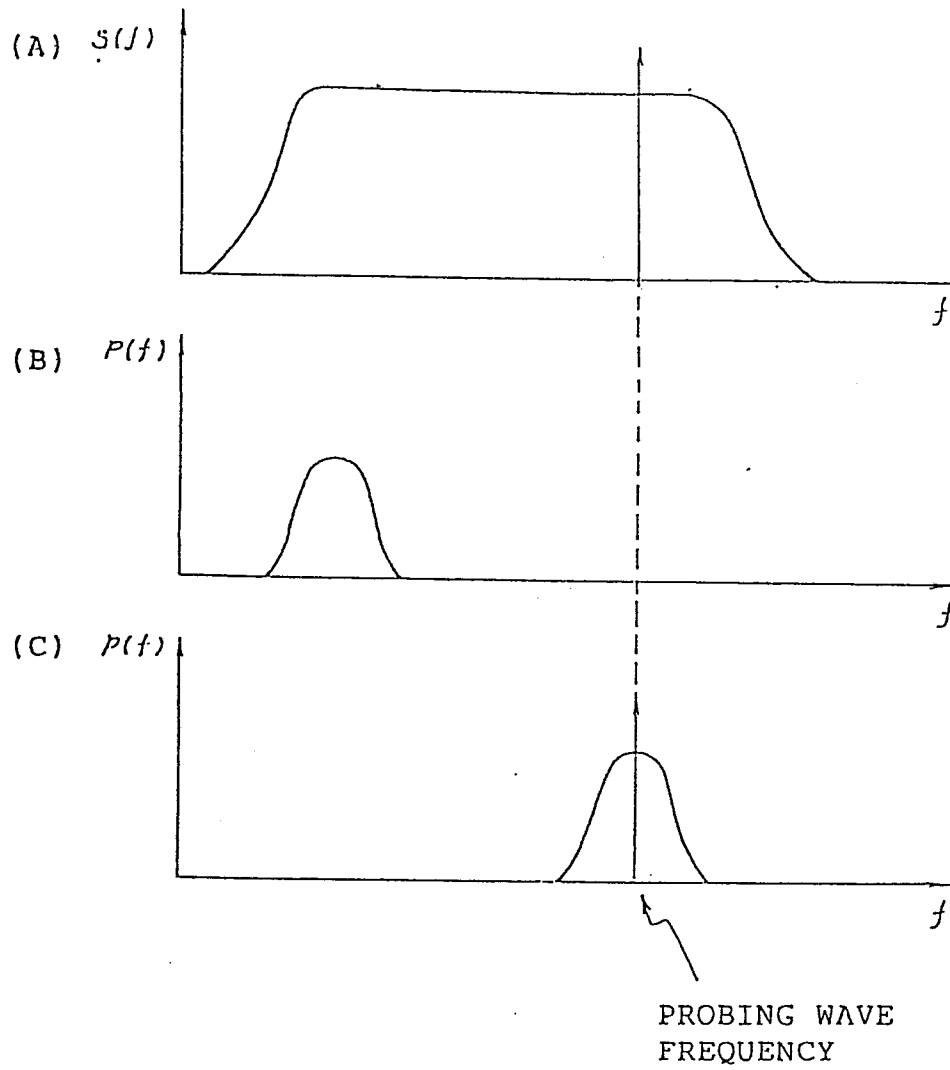 (A) S(f)
f
(B) P(f)
f
(C) P(f)
f
PROBING WAVE
FREQUENCY